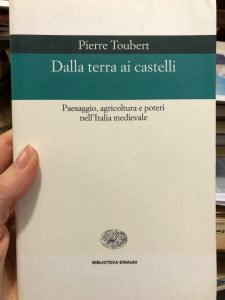 Pierre Toubert
Dalla terra ai castelli
Paesaggio, agricoltura e poteri
nell'Italia medievale
BIBLIOTECA EINAUDI